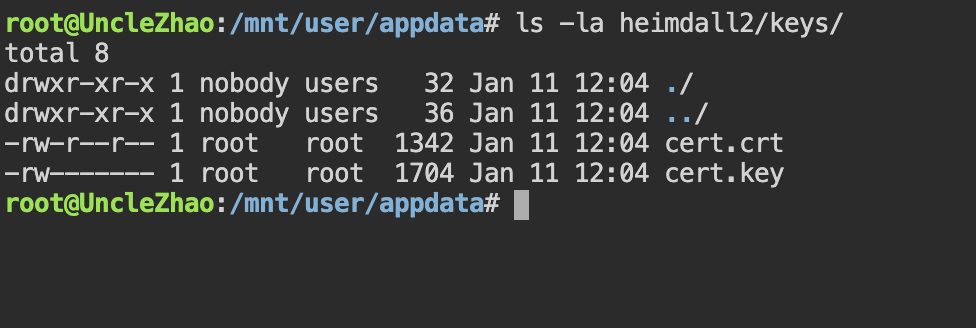 root@UncleZhao:/mnt/user/appdata# ls -la heimdall2/keys/
total 8
drwxr-xr-x 1 nobody users   32 Jan 11 12:04 ./
drwxr-xr-x 1 nobody users   36 Jan 11 12:04 ../
-rw-r--r-- 1 root   root  1342 Jan 11 12:04 cert.crt
-rw------- 1 root   root  1704 Jan 11 12:04 cert.key
root@UncleZhao:/mnt/user/appdata#